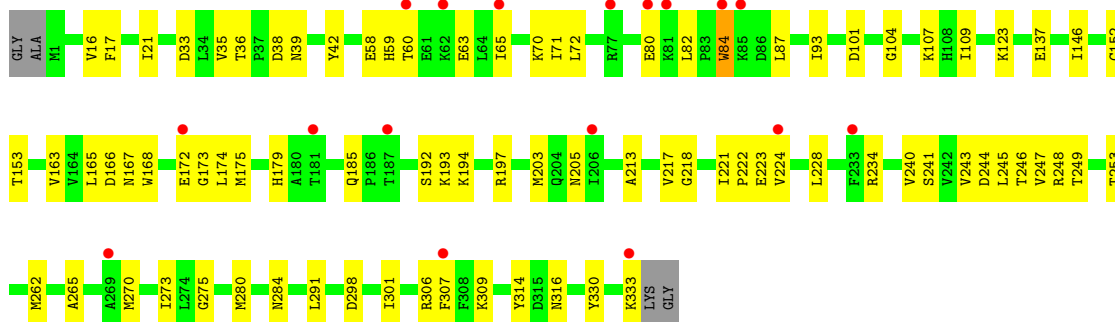 GLY ALA M1 V16 F17 I21 D33 L34 V35 T36 P37 D38 N39 Y42 E58 H59 T60 E61 K62 E63 L64 I65 K70 I71 L72 R77 E80 K81 L82 P83 W84 K85 D86 L87 I93 D101 G104 K107 H108 I109 K123 E137 I146 C152
T153 V163 V164 L165 D166 N167 W168 E172 G173 L174 M175 H179 A180 T181 Q185 P186 T187 S192 K193 K194 R197 M203 Q204 N205 I206 A213 V217 G218 I221 P222 E223 V224 L228 F233 R234 V240 S241 V242 V243 D244 L245 T246 V247 R248 T249 T253
M262 A265 A269 M270 I273 L274 G275 M280 N284 L291 D298 I301 R306 F307 F308 K309 Y314 D315 N316 Y330 K333 LYS GLY